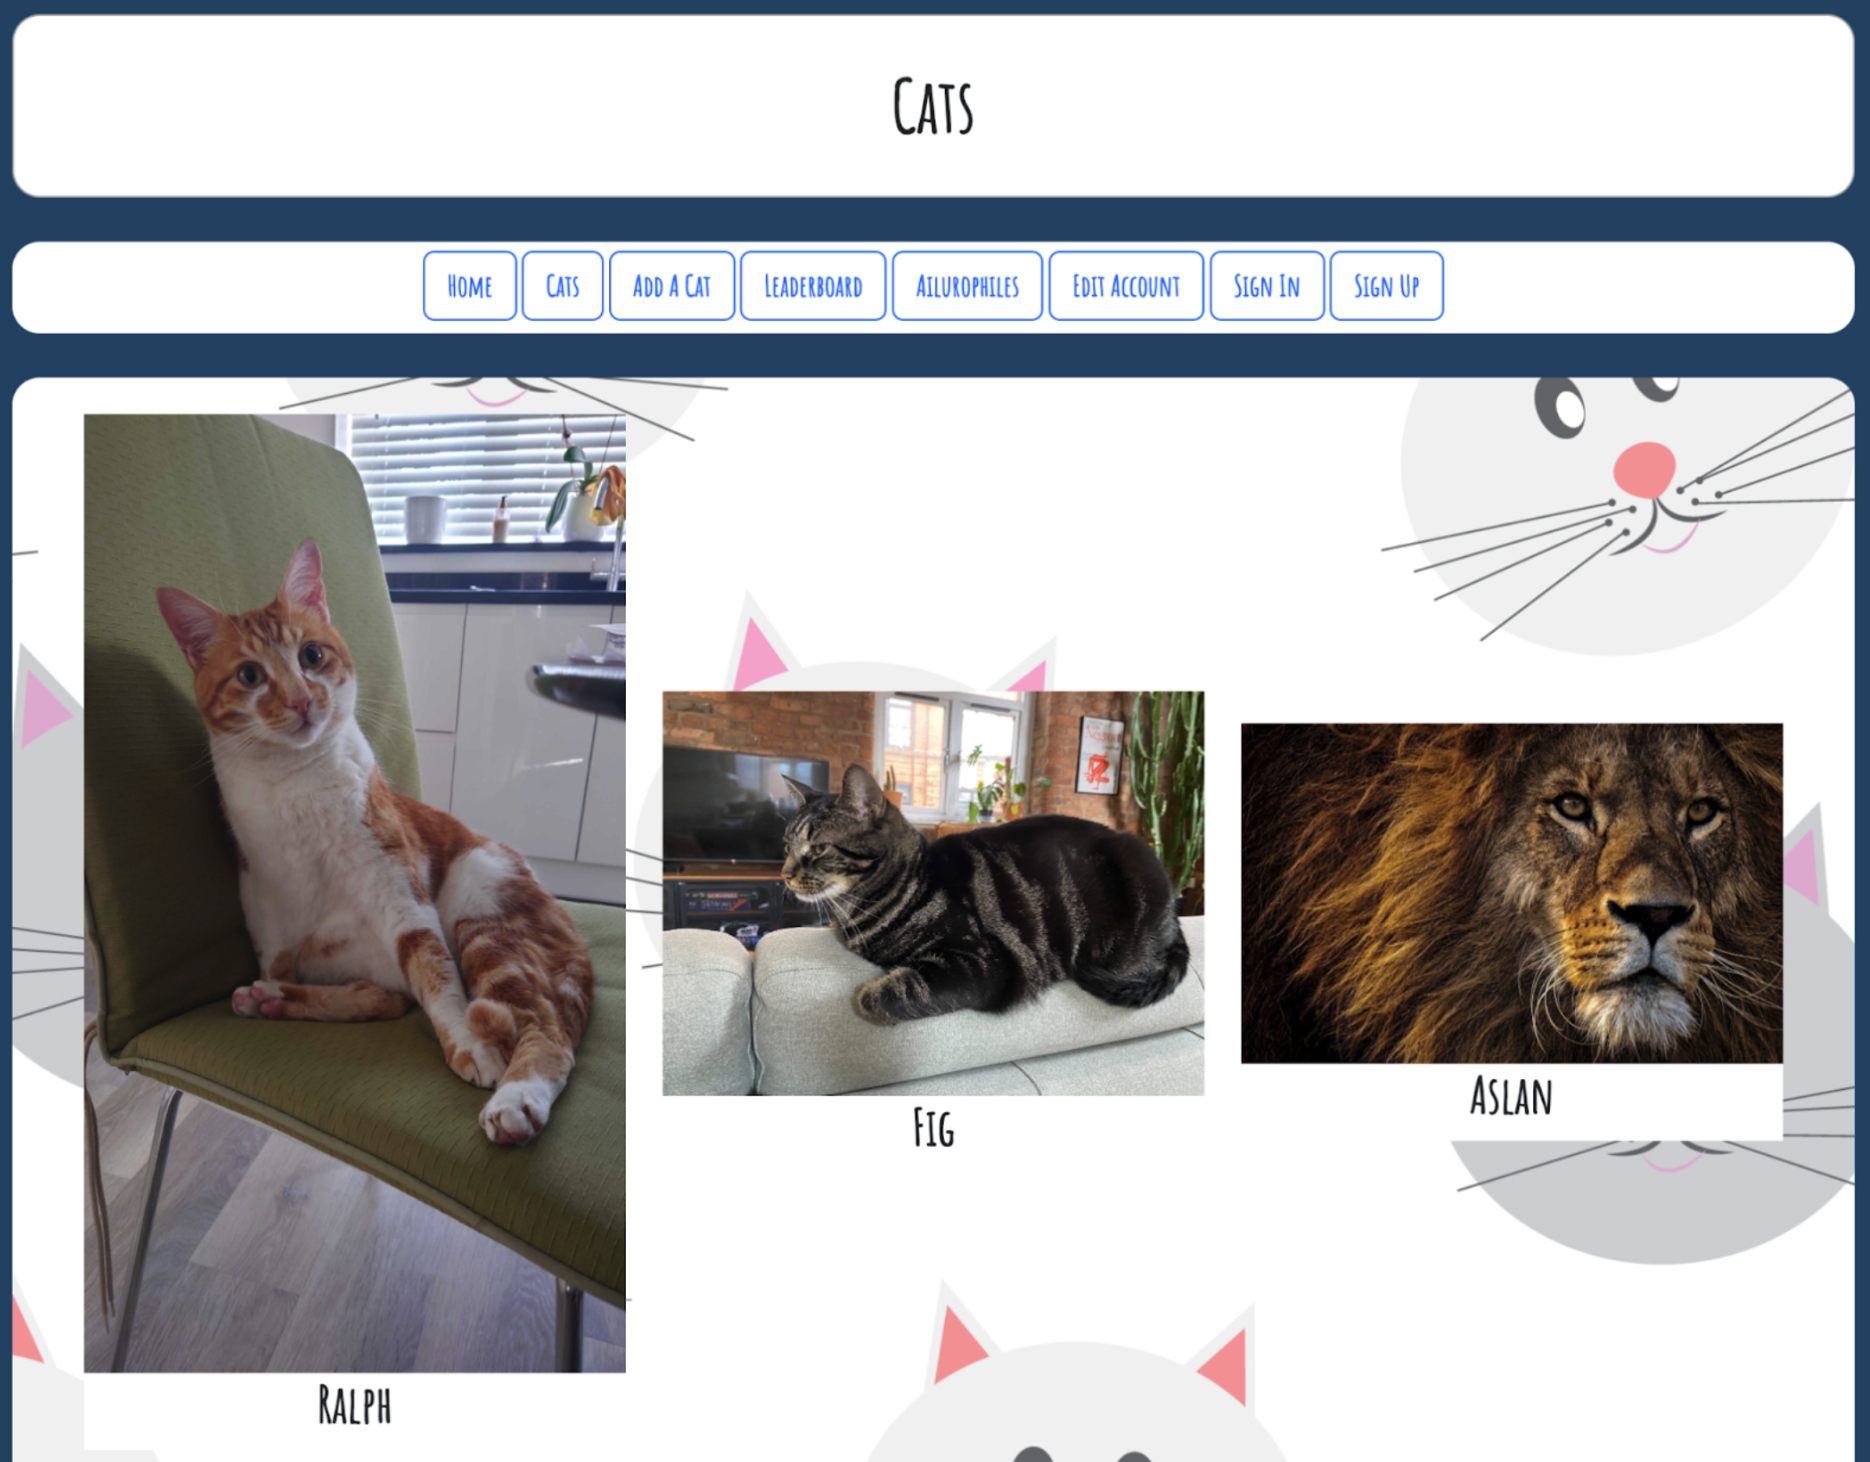 Cats
Home Cats Add A Cat Leaderboard Ailurophiles Edit Account Sign In Sign Up
Ralph
Fig
Aslan